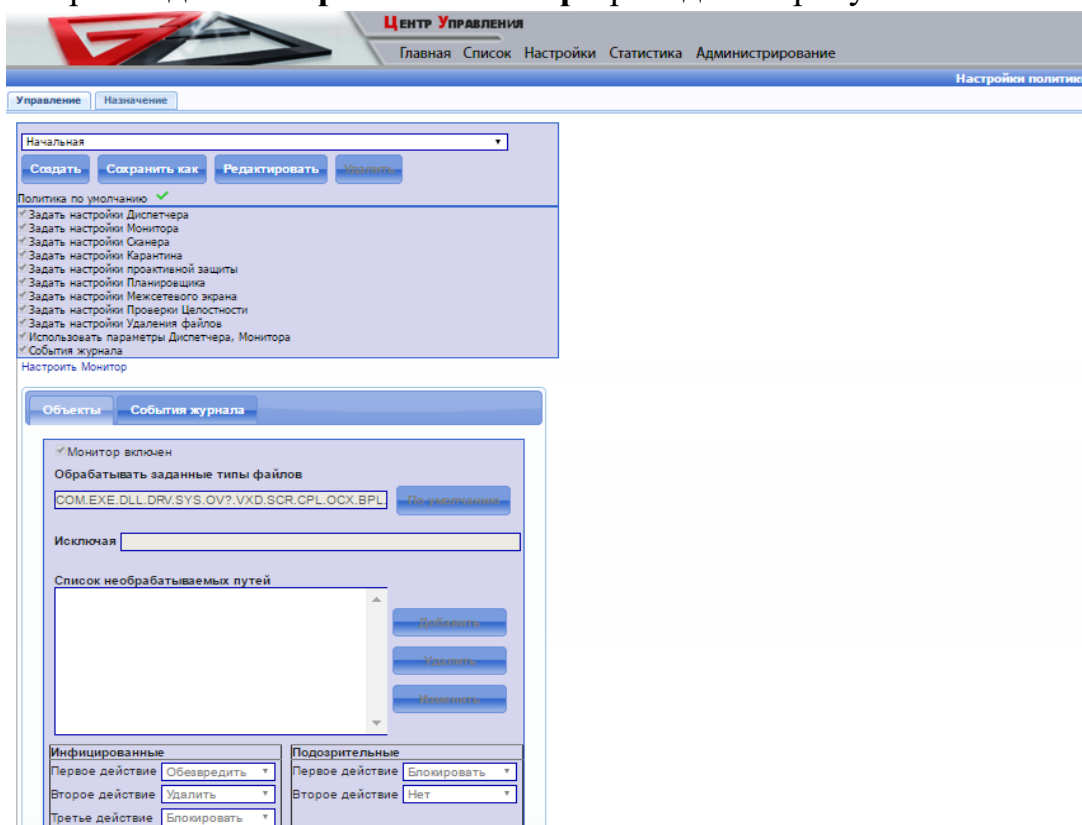 Центр Управления
Главная Список Настройки Статистика Администрирование
Настройки политик
Управление Назначение
Начальная
Создать Сохранить как Редактировать Удалить
Политика по умолчанию
Задать настройки Диспетчера
Задать настройки Монитора
Задать настройки Сканера
Задать настройки Карантина
Задать настройки проактивной защиты
Задать настройки Планировщика
Задать настройки Межсетевого экрана
Задать настройки Проверки Целостности
Задать настройки Удаления файлов
Использовать параметры Диспетчера, Монитора
События журнала
Настроить Монитор
Объекты События журнала
Монитор включен
Обрабатывать заданные типы файлов
COM.EXE.DLL.DRV.SYS.OV?.VXD.SCR.CPL.OCX.BPL. По умолчанию
Исключая
Список необрабатываемых путей
Добавить
Удалить
Изменить
Инфицированные Подозрительные
Первое действие Обезвредить Первое действие Блокировать
Второе действие Удалить Второе действие Нет
Третье действие Блокировать